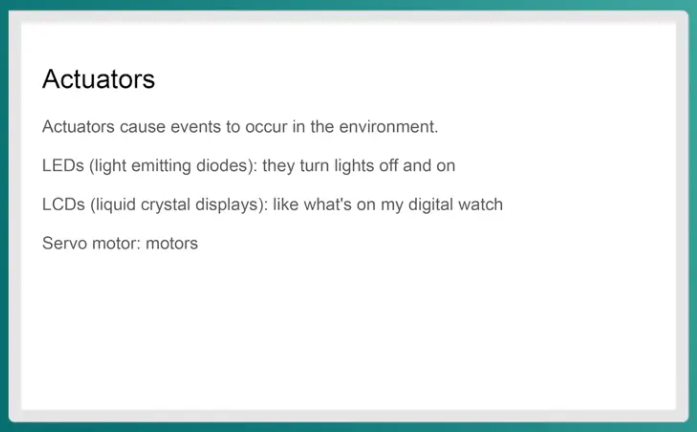 Actuators
Actuators cause events to occur in the environment.
LEDs (light emitting diodes): they turn lights off and on
LCDs (liquid crystal displays): like what's on my digital watch
Servo motor: motors